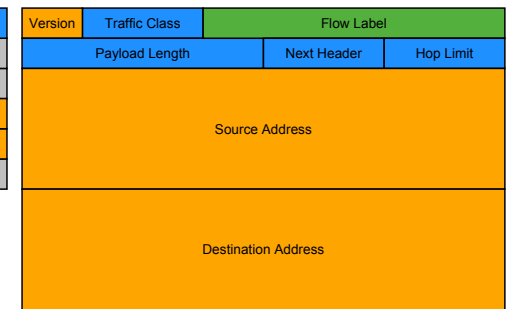 Version Traffic Class Flow Label
Payload Length Next Header Hop Limit
Source Address
Destination Address